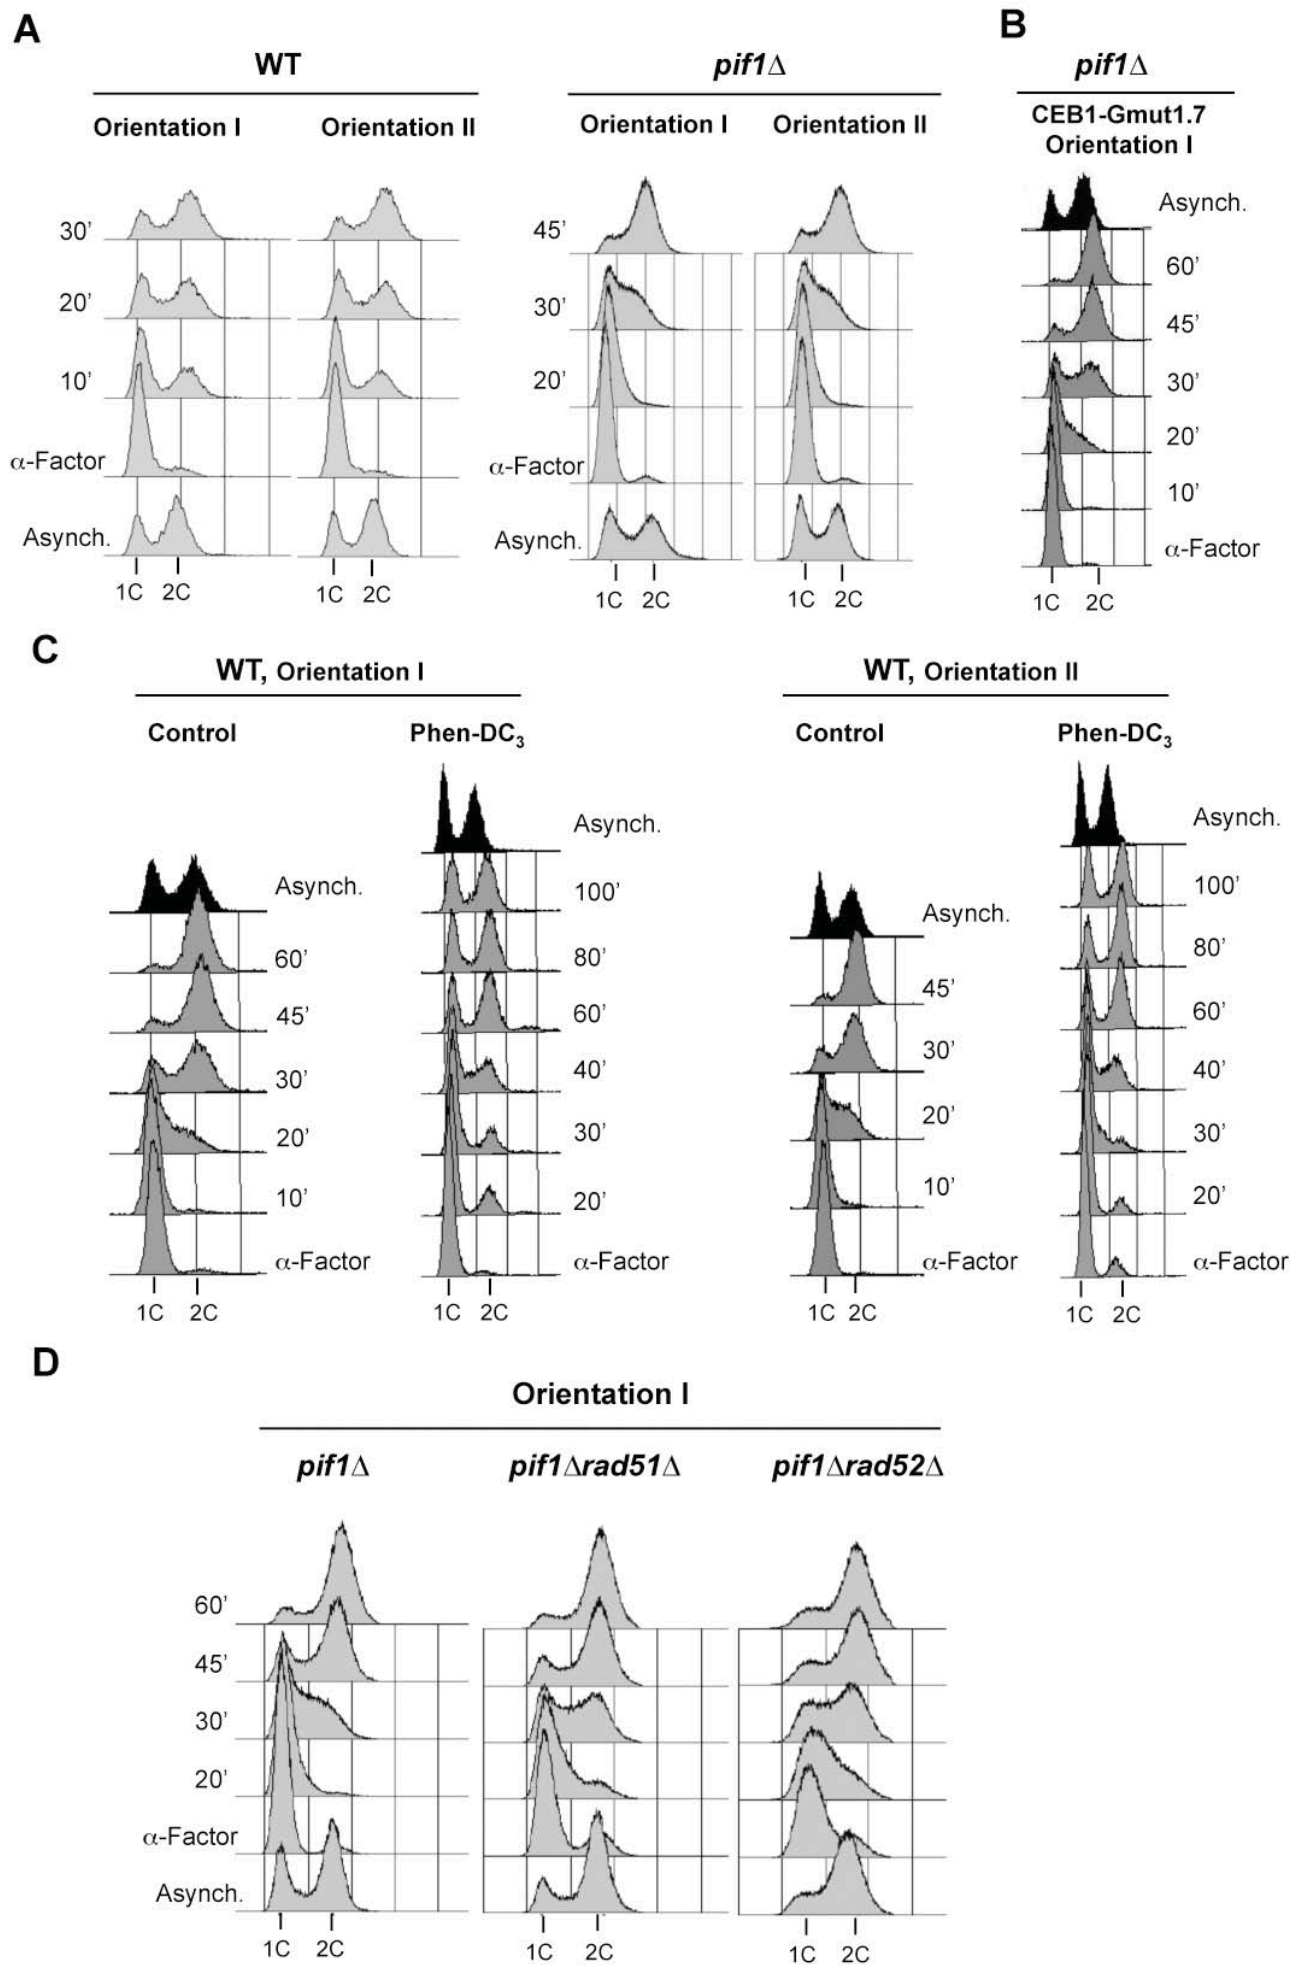 A
WT
pif1Δ
Orientation I
Orientation II
Orientation I
Orientation II
30’
20’
10’
α-Factor
Asynch.
1C 2C
1C 2C
45’
30’
20’
α-Factor
Asynch.
1C 2C
1C 2C
B
pif1Δ
CEB1-Gmut1.7
Orientation I
Asynch.
60’
45’
30’
20’
10’
α-Factor
1C 2C
C
WT, Orientation I
Control
Phen-DC₃
Asynch.
60’
45’
30’
20’
10’
α-Factor
1C 2C
Asynch.
100’
80’
60’
40’
30’
20’
α-Factor
1C 2C
WT, Orientation II
Control
Phen-DC₃
Asynch.
45’
30’
20’
10’
α-Factor
1C 2C
Asynch.
100’
80’
60’
40’
30’
20’
α-Factor
1C 2C
D
Orientation I
pif1Δ
pif1Δrad51Δ
pif1Δrad52Δ
60’
45’
30’
20’
α-Factor
Asynch.
1C 2C
1C 2C
1C 2C